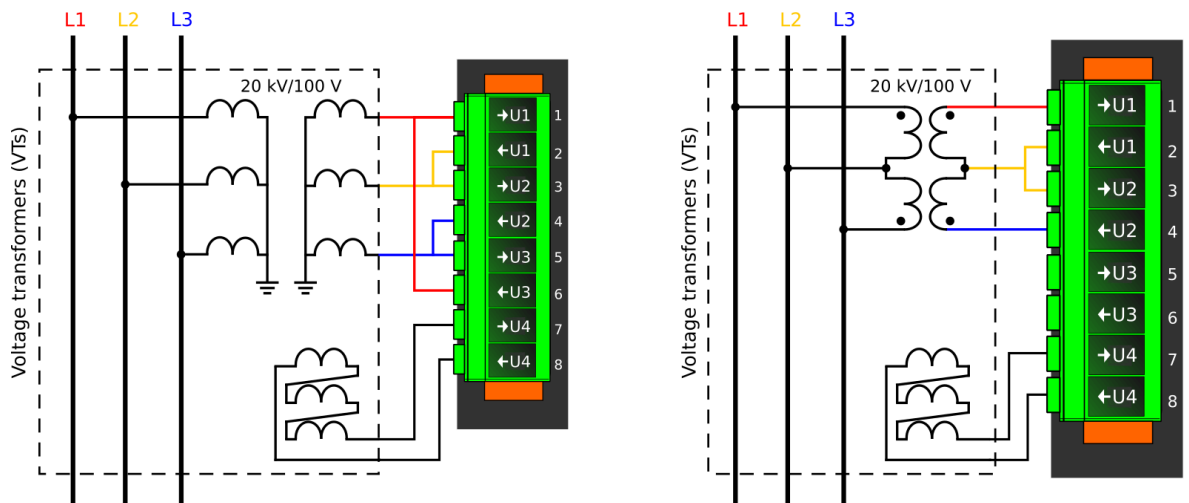 L1 L2 L3
20 kV/100 V
Voltage transformers (VTs)
→U1 1
←U1 2
→U2 3
←U2 4
→U3 5
←U3 6
→U4 7
←U4 8
L1 L2 L3
20 kV/100 V
Voltage transformers (VTs)
→U1 1
←U1 2
→U2 3
←U2 4
→U3 5
←U3 6
→U4 7
←U4 8